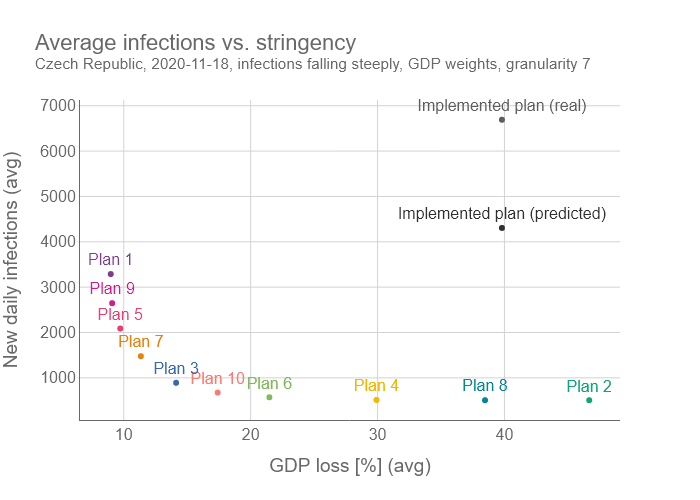 Average infections vs. stringency
Czech Republic, 2020-11-18, infections falling steeply, GDP weights, granularity 7
7000
Implemented plan (real)
6000
5000
Implemented plan (predicted)
4000
Plan 1
3000
Plan 9
Plan 5
2000
Plan 7
Plan 3
1000
Plan 10
Plan 6
Plan 4
Plan 8
Plan 2
10
20
30
40
New daily infections (avg)
GDP loss [%] (avg)